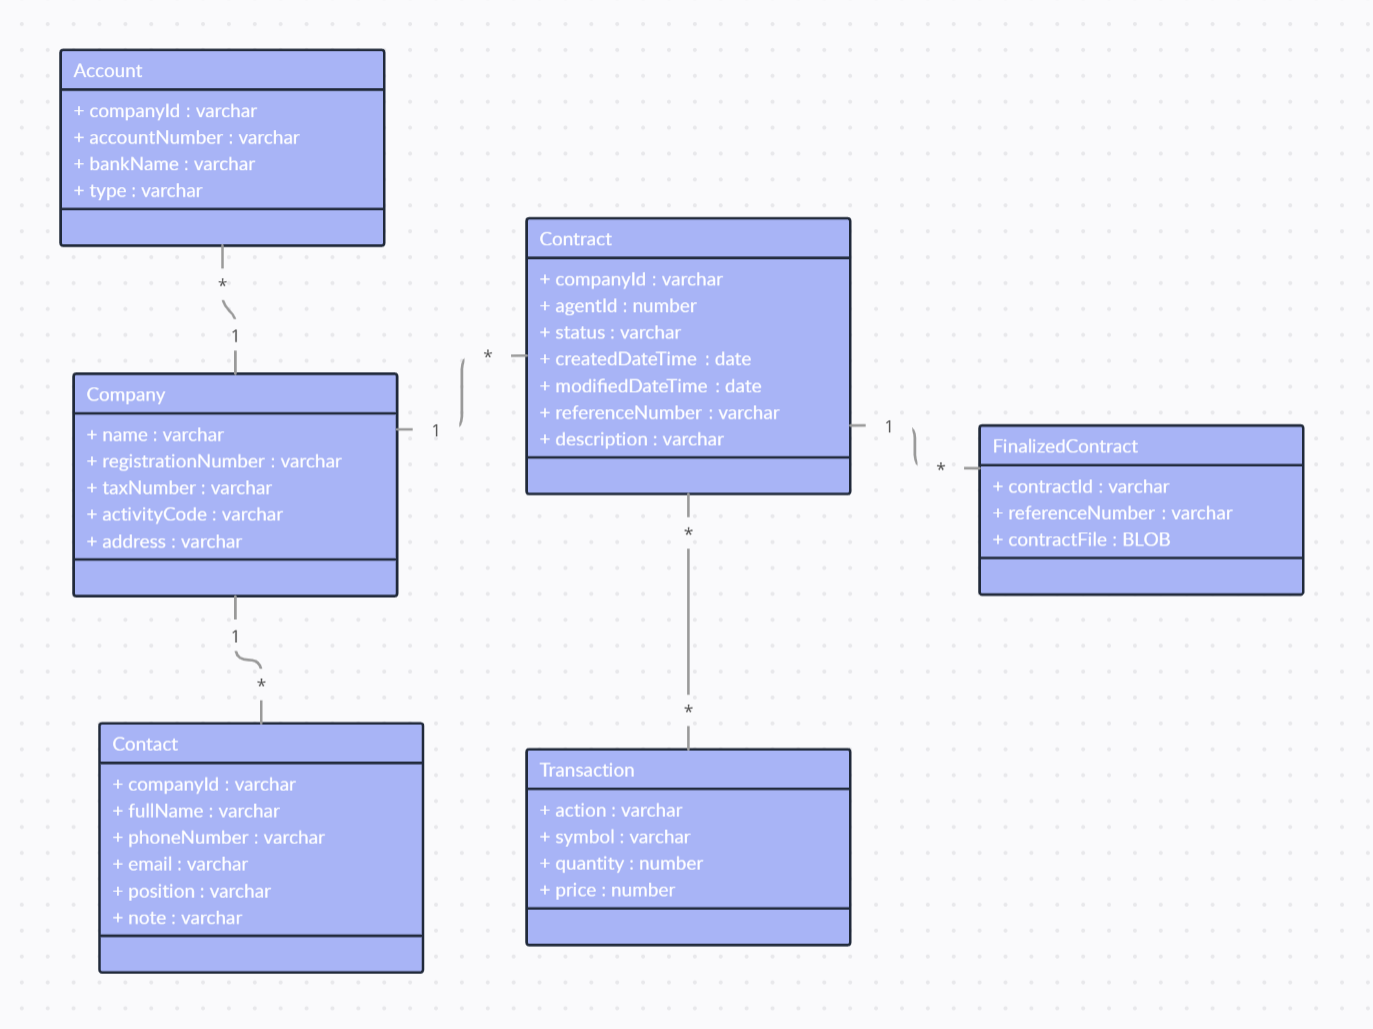 Account
+ companyId : varchar
+ accountNumber : varchar
+ bankName : varchar
+ type : varchar
*
1
Company
+ name : varchar
+ registrationNumber : varchar
+ taxNumber : varchar
+ activityCode : varchar
+ address : varchar
1
*
Contact
+ companyId : varchar
+ fullName : varchar
+ phoneNumber : varchar
+ email : varchar
+ position : varchar
+ note : varchar
1
*
Contract
+ companyId : varchar
+ agentId : number
+ status : varchar
+ createdDateTime : date
+ modifiedDateTime : date
+ referenceNumber : varchar
+ description : varchar
*
*
Transaction
+ action : varchar
+ symbol : varchar
+ quantity : number
+ price : number
1
*
FinalizedContract
+ contractId : varchar
+ referenceNumber : varchar
+ contractFile : BLOB